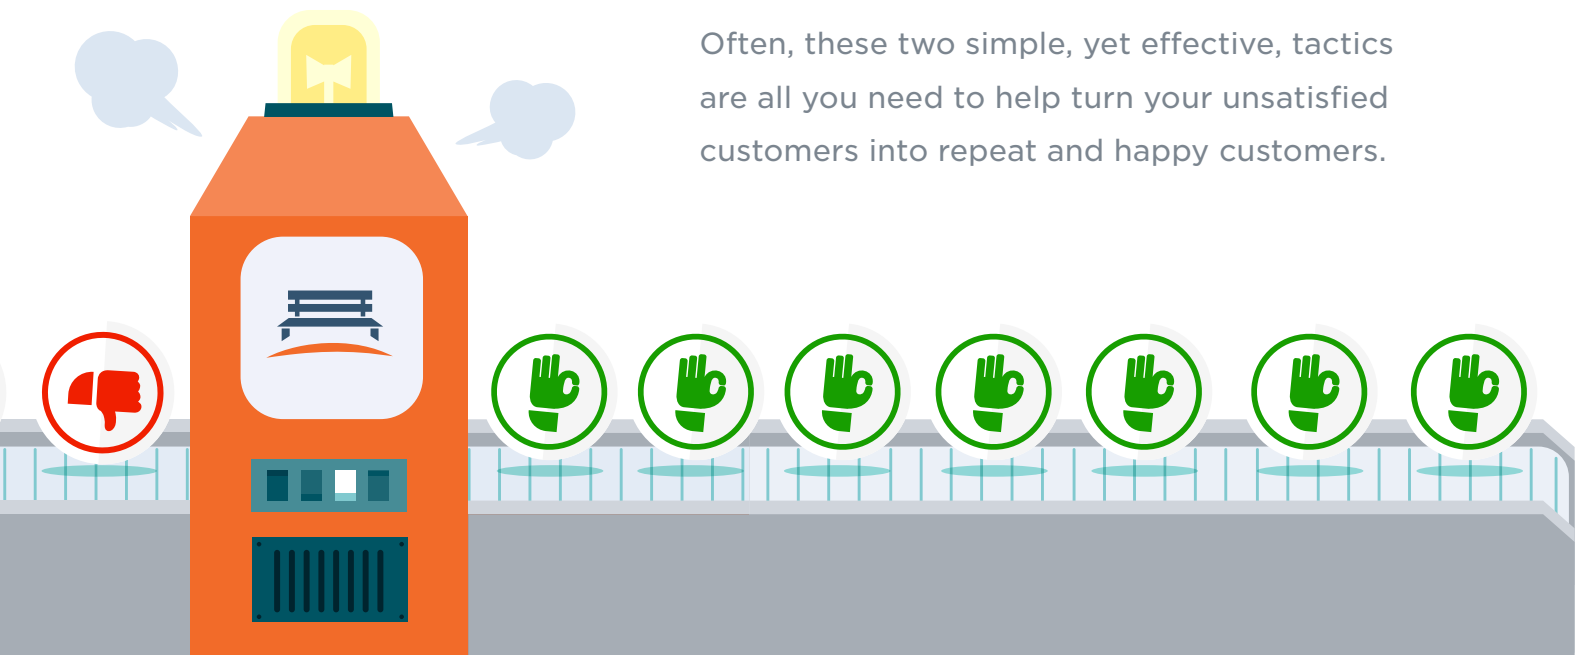 Often, these two simple, yet effective, tactics
are all you need to help turn your unsatisfied
customers into repeat and happy customers.